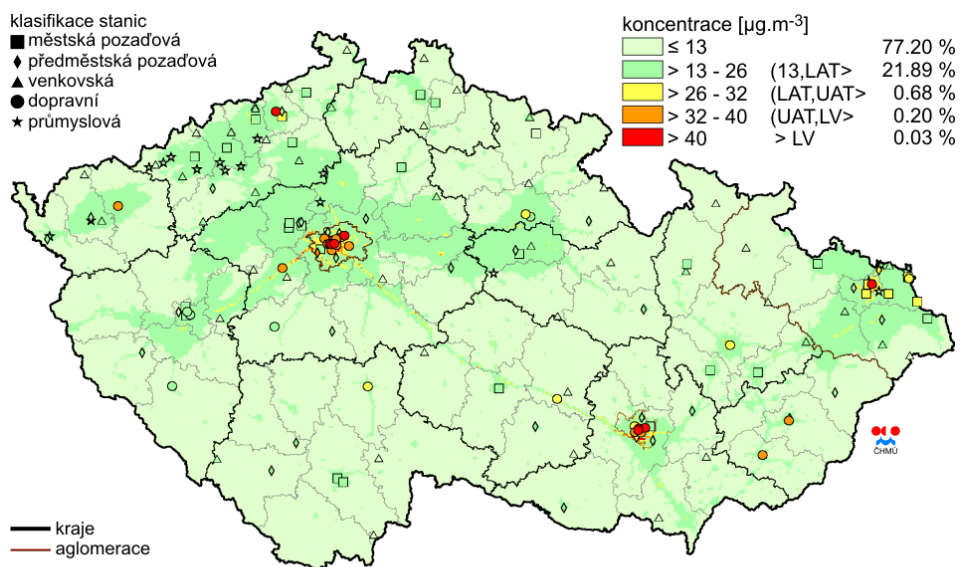 klasifikace stanic
městská pozaďová
předměstská pozaďová
venkovská
dopravní
průmyslová
koncentrace [µg.m-3]
≤ 13 77.20 %
> 13 - 26 (13,LAT> 21.89 %
> 26 - 32 (LAT,UAT> 0.68 %
> 32 - 40 (UAT,LV> 0.20 %
> 40 > LV 0.03 %
ČHMÚ
kraje
aglomerace